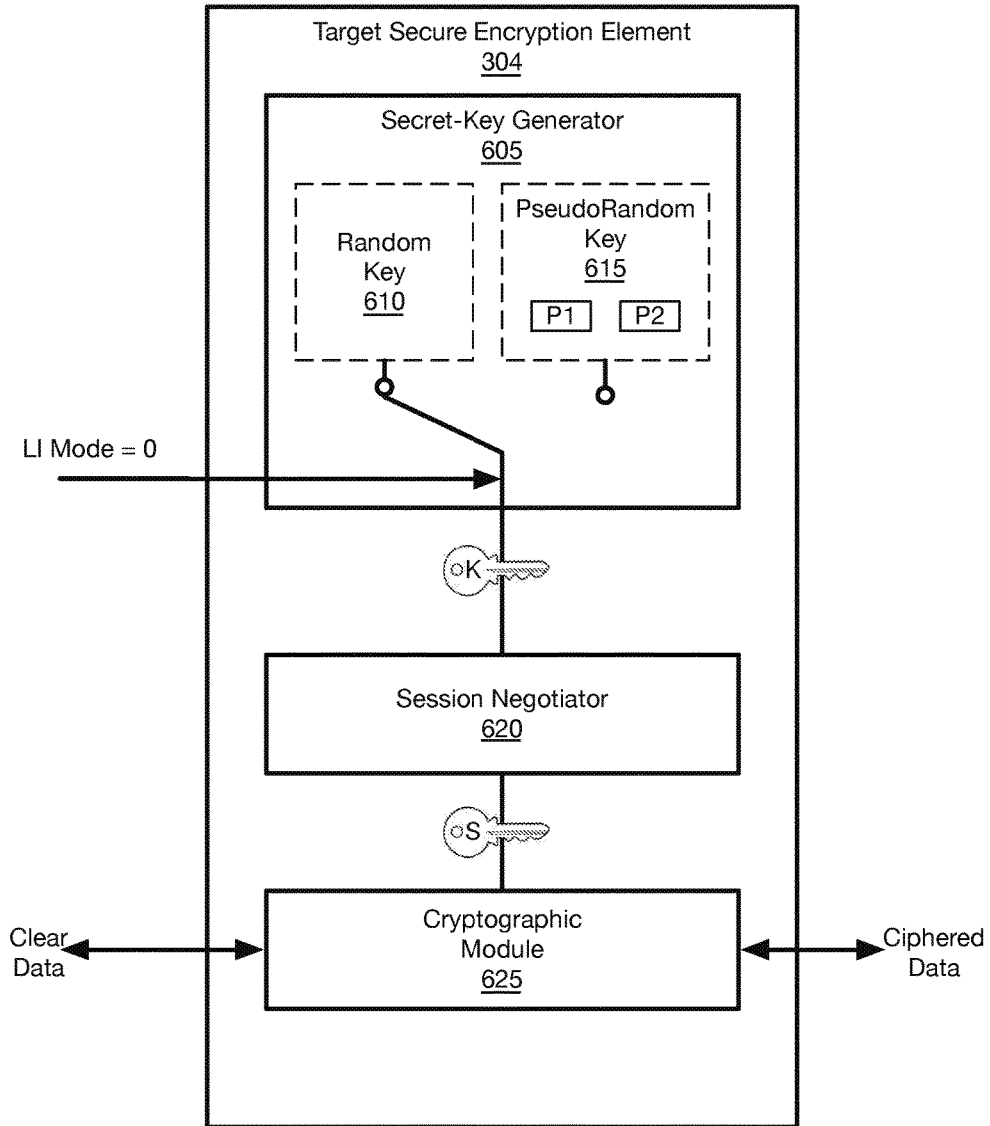 Target Secure Encryption Element
304
Secret-Key Generator
605
Random
Key
610
PseudoRandom
Key
615
P1 P2
LI Mode = 0
K
Session Negotiator
620
S
Clear
Data
Cryptographic
Module
625
Ciphered
Data